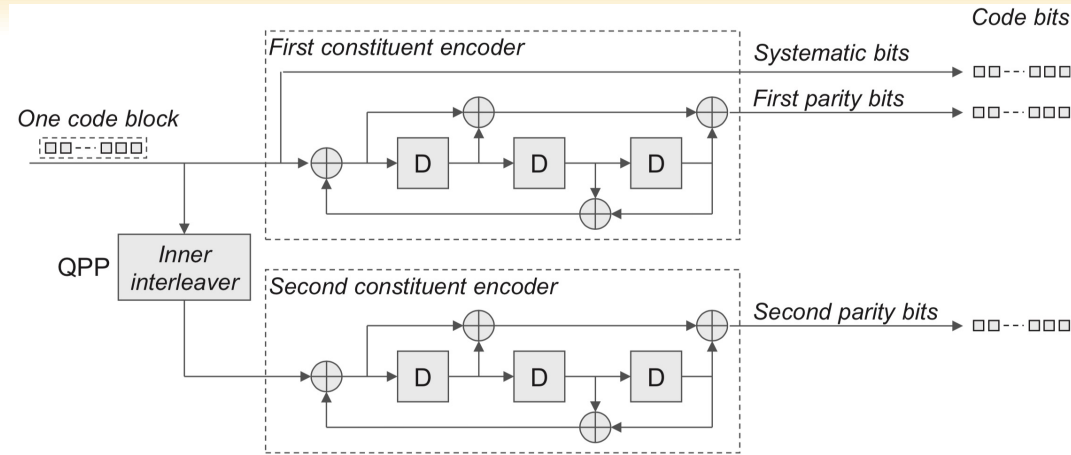 Code bits
First constituent encoder
Systematic bits
First parity bits
One code block
D
D
D
QPP
Inner
interleaver
Second constituent encoder
Second parity bits
D
D
D